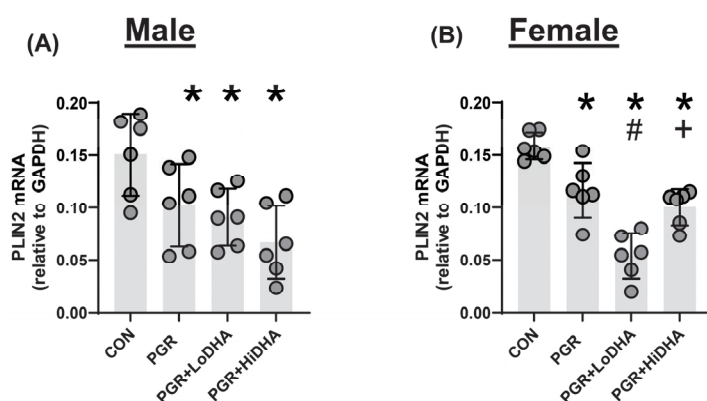 (A) Male
* * *
PLIN2 mRNA
(relative to GAPDH)
0.20
0.15
0.10
0.05
0.00
CON
PGR
PGR+LoDHA
PGR+HiDHA
(B) Female
* * *
# +
PLIN2 mRNA
(relative to GAPDH)
0.20
0.15
0.10
0.05
0.00
CON
PGR
PGR+LoDHA
PGR+HiDHA